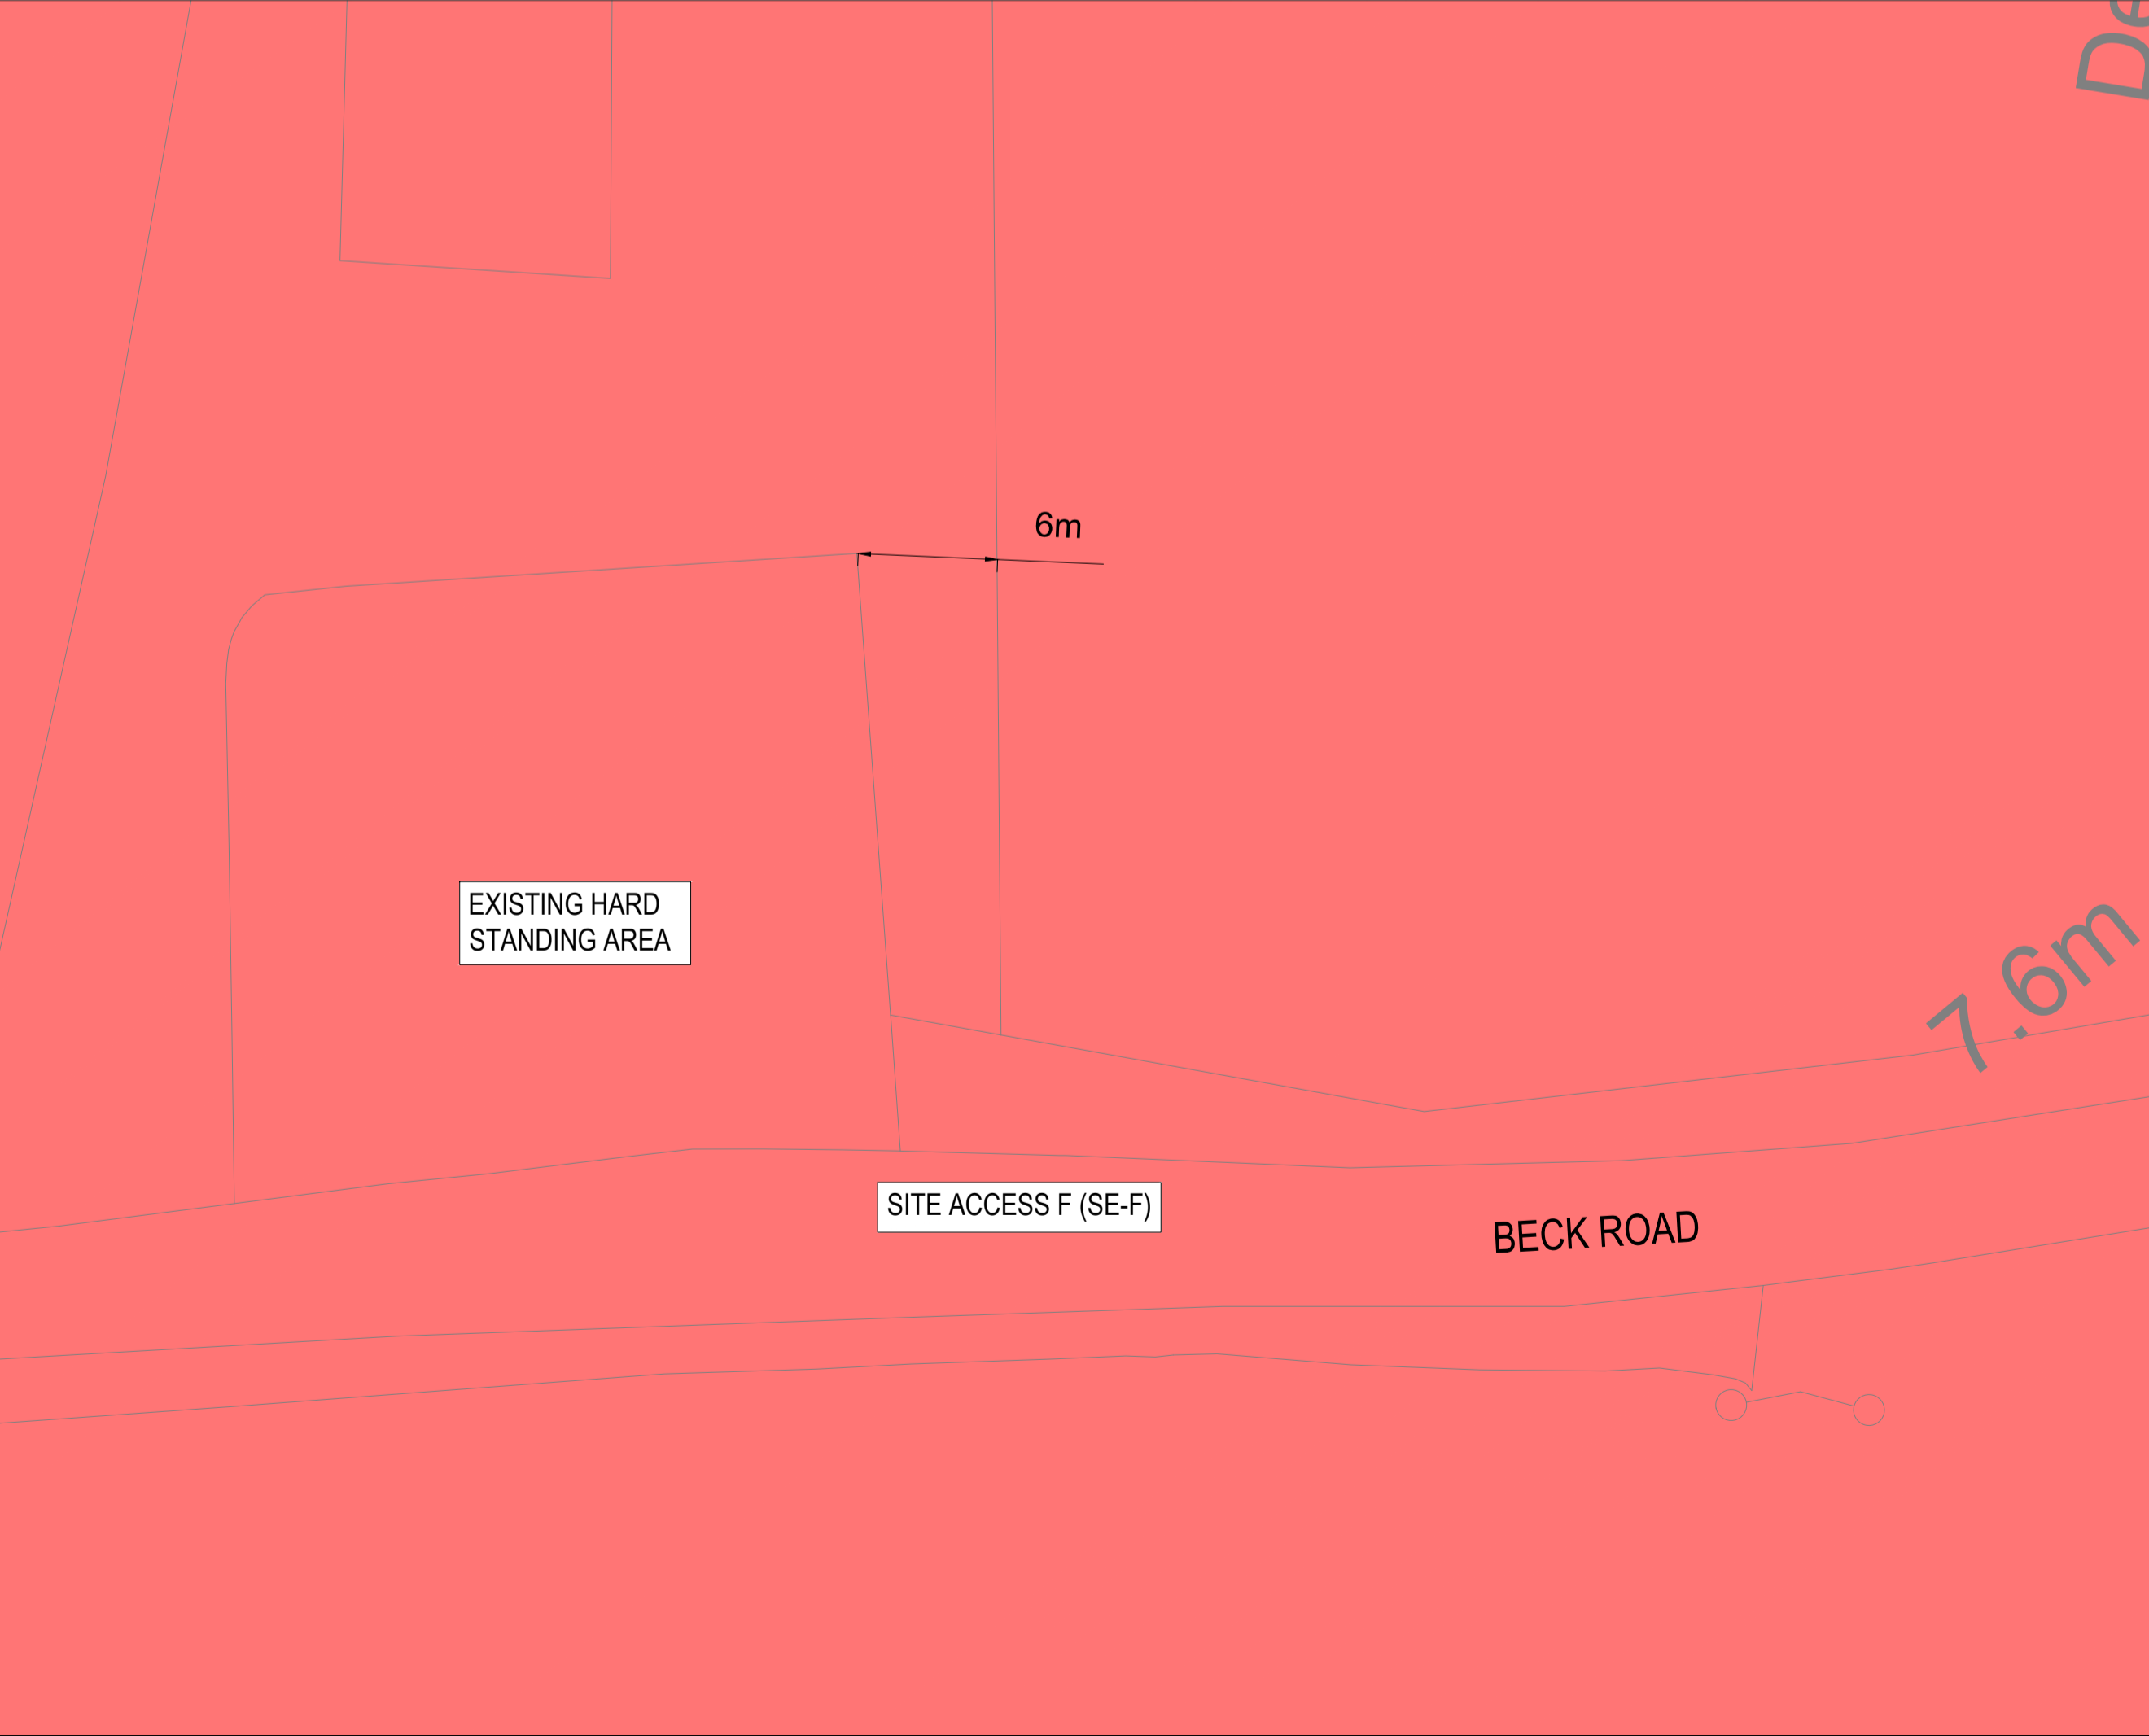 6m
EXISTING HARD
STANDING AREA
7.6m
SITE ACCESS F (SE-F)
BECK ROAD